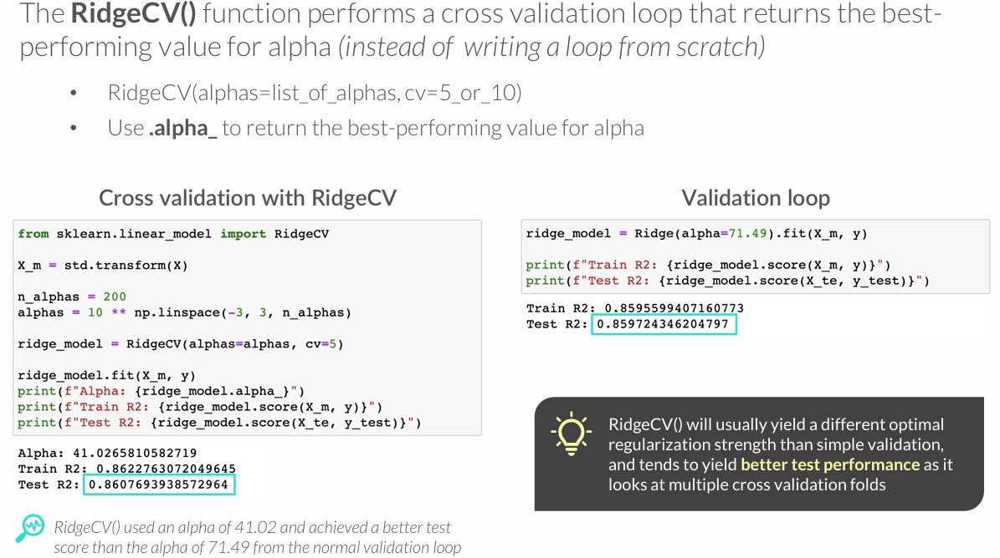 The RidgeCV() function performs a cross validation loop that returns the best-
performing value for alpha (instead of writing a loop from scratch)
• RidgeCV(alphas=list_of_alphas, cv=5_or_10)
• Use .alpha_ to return the best-performing value for alpha
Cross validation with RidgeCV
from sklearn.linear_model import RidgeCV
X_m = std.transform(X)
n_alphas = 200
alphas = 10 ** np.linspace(-3, 3, n_alphas)
ridge_model = RidgeCV(alphas=alphas, cv=5)
ridge_model.fit(X_m, y)
print(f"Alpha: {ridge_model.alpha_}")
print(f"Train R2: {ridge_model.score(X_m, y)}")
print(f"Test R2: {ridge_model.score(X_te, y_test)}")
Alpha: 41.0265810582719
Train R2: 0.8622763072049645
Test R2: 0.8607693938572964
RidgeCV() used an alpha of 41.02 and achieved a better test
score than the alpha of 71.49 from the normal validation loop
Validation loop
ridge_model = Ridge(alpha=71.49).fit(X_m, y)
print(f"Train R2: {ridge_model.score(X_m, y)}")
print(f"Test R2: {ridge_model.score(X_te, y_test)}")
Train R2: 0.8595599407160773
Test R2: 0.859724346204797
RidgeCV() will usually yield a different optimal
regularization strength than simple validation,
and tends to yield better test performance as it
looks at multiple cross validation folds